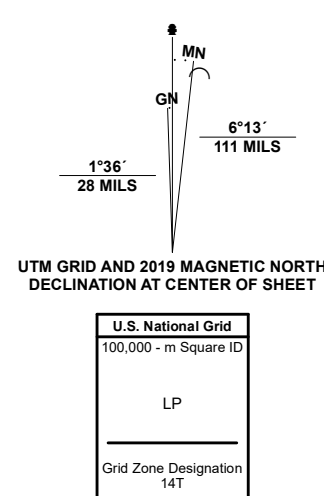 MN
GN
6°13´
111 MILS
1°36´
28 MILS
UTM GRID AND 2019 MAGNETIC NORTH
DECLINATION AT CENTER OF SHEET
U.S. National Grid
100,000 - m Square ID
LP
Grid Zone Designation
14T